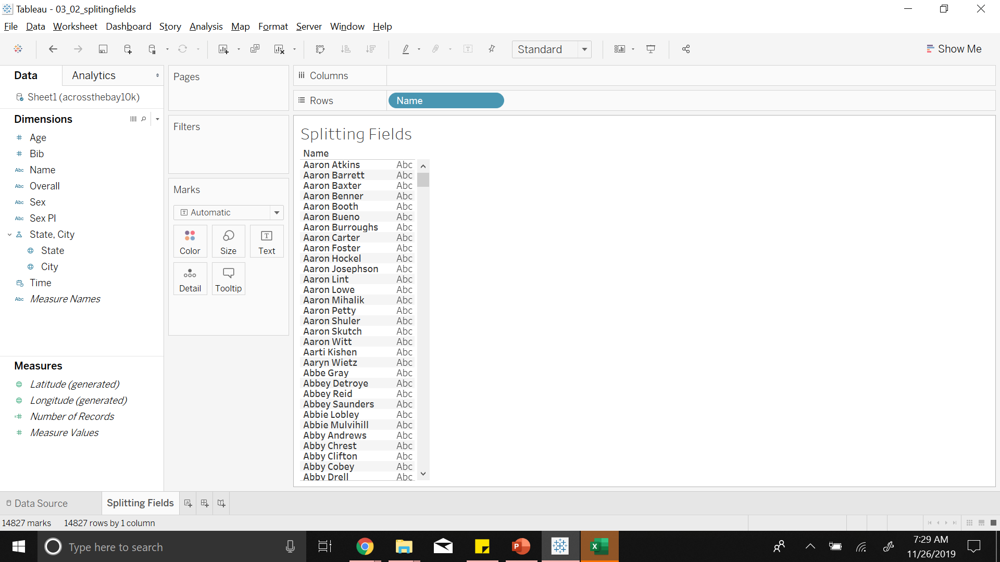 Tableau - 03_02_splitingfields
File Data Worksheet Dashboard Story Analysis Map Format Server Window Help
Standard
Show Me
Data
Analytics
Sheet1 (acrossthebay10k)
Dimensions
# Age
# Bib
Abc Name
Abc Overall
Abc Sex
Abc Sex Pl
State, City
State
City
Time
Abc Measure Names
Measures
Latitude (generated)
Longitude (generated)
=# Number of Records
# Measure Values
Pages
Filters
Marks
T Automatic
Color
Size
T
Text
Detail
Tooltip
Columns
Rows
Name
Splitting Fields
Name
Aaron Atkins Abc
Aaron Barrett Abc
Aaron Baxter Abc
Aaron Benner Abc
Aaron Booth Abc
Aaron Bueno Abc
Aaron Burroughs Abc
Aaron Carter Abc
Aaron Foster Abc
Aaron Hockel Abc
Aaron Josephson Abc
Aaron Lint Abc
Aaron Lowe Abc
Aaron Mihalik Abc
Aaron Petty Abc
Aaron Shuler Abc
Aaron Skutch Abc
Aaron Witt Abc
Aarti Kishen Abc
Aaryn Wietz Abc
Abbe Gray Abc
Abbey Detroye Abc
Abbey Reid Abc
Abbey Saunders Abc
Abbie Lobley Abc
Abbie Mulvihill Abc
Abby Andrews Abc
Abby Chrest Abc
Abby Clifton Abc
Abby Cobey Abc
Abby Drell Abc
Data Source
Splitting Fields
14827 marks
14827 rows by 1 column
Type here to search
P
X
7:29 AM
11/26/2019